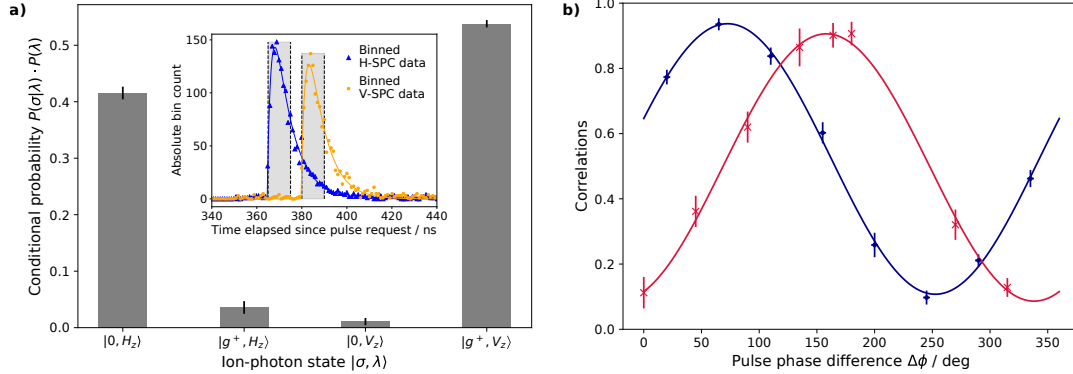 a)
Conditional probability P(σ|λ) · P(λ)
0.5
0.4
0.3
0.2
0.1
0.0
|0, H_z⟩
|g⁺, H_z⟩
|0, V_z⟩
|g⁺, V_z⟩
Ion-photon state |σ, λ⟩
Absolute bin count
150
100
50
0
Binned
H-SPC data
Binned
V-SPC data
340
360
380
400
420
440
Time elapsed since pulse request / ns
b)
Correlations
1.0
0.8
0.6
0.4
0.2
0.0
0
50
100
150
200
250
300
350
Pulse phase difference Δϕ / deg